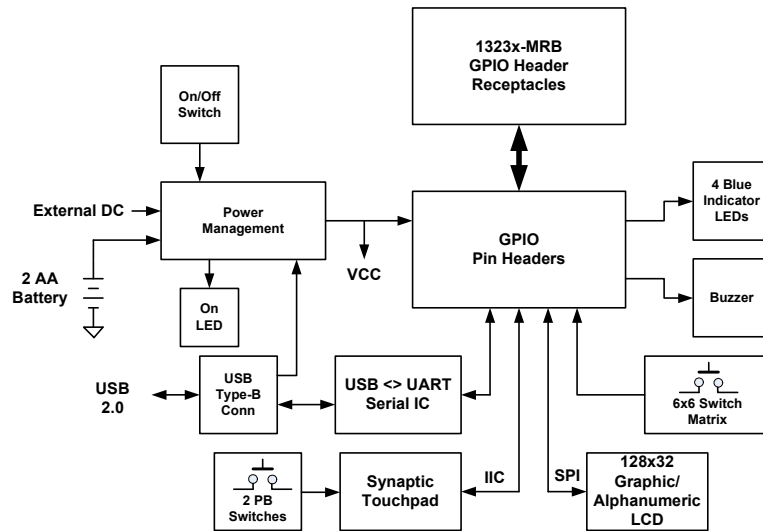 1323x-MRB
GPIO Header
Receptacles
On/Off
Switch
External DC
Power
Management
VCC
GPIO
Pin Headers
4 Blue
Indicator
LEDs
2 AA
Battery
On
LED
Buzzer
USB
2.0
USB
Type-B
Conn
USB <> UART
Serial IC
6x6 Switch
Matrix
2 PB
Switches
Synaptic
Touchpad
IIC
SPI
128x32
Graphic/
Alphanumeric
LCD